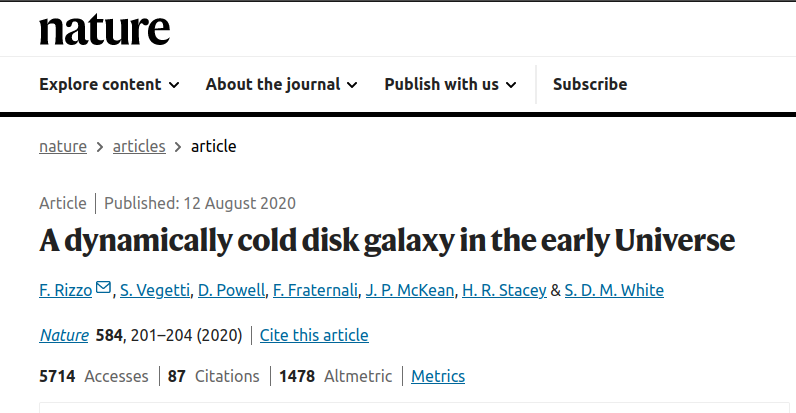 nature
Explore content About the journal Publish with us Subscribe
nature > articles > article
Article | Published: 12 August 2020
A dynamically cold disk galaxy in the early Universe
F. Rizzo, S. Vegetti, D. Powell, F. Fraternali, J. P. McKean, H. R. Stacey & S. D. M. White
Nature 584, 201–204 (2020) | Cite this article
5714 Accesses | 87 Citations | 1478 Altmetric | Metrics